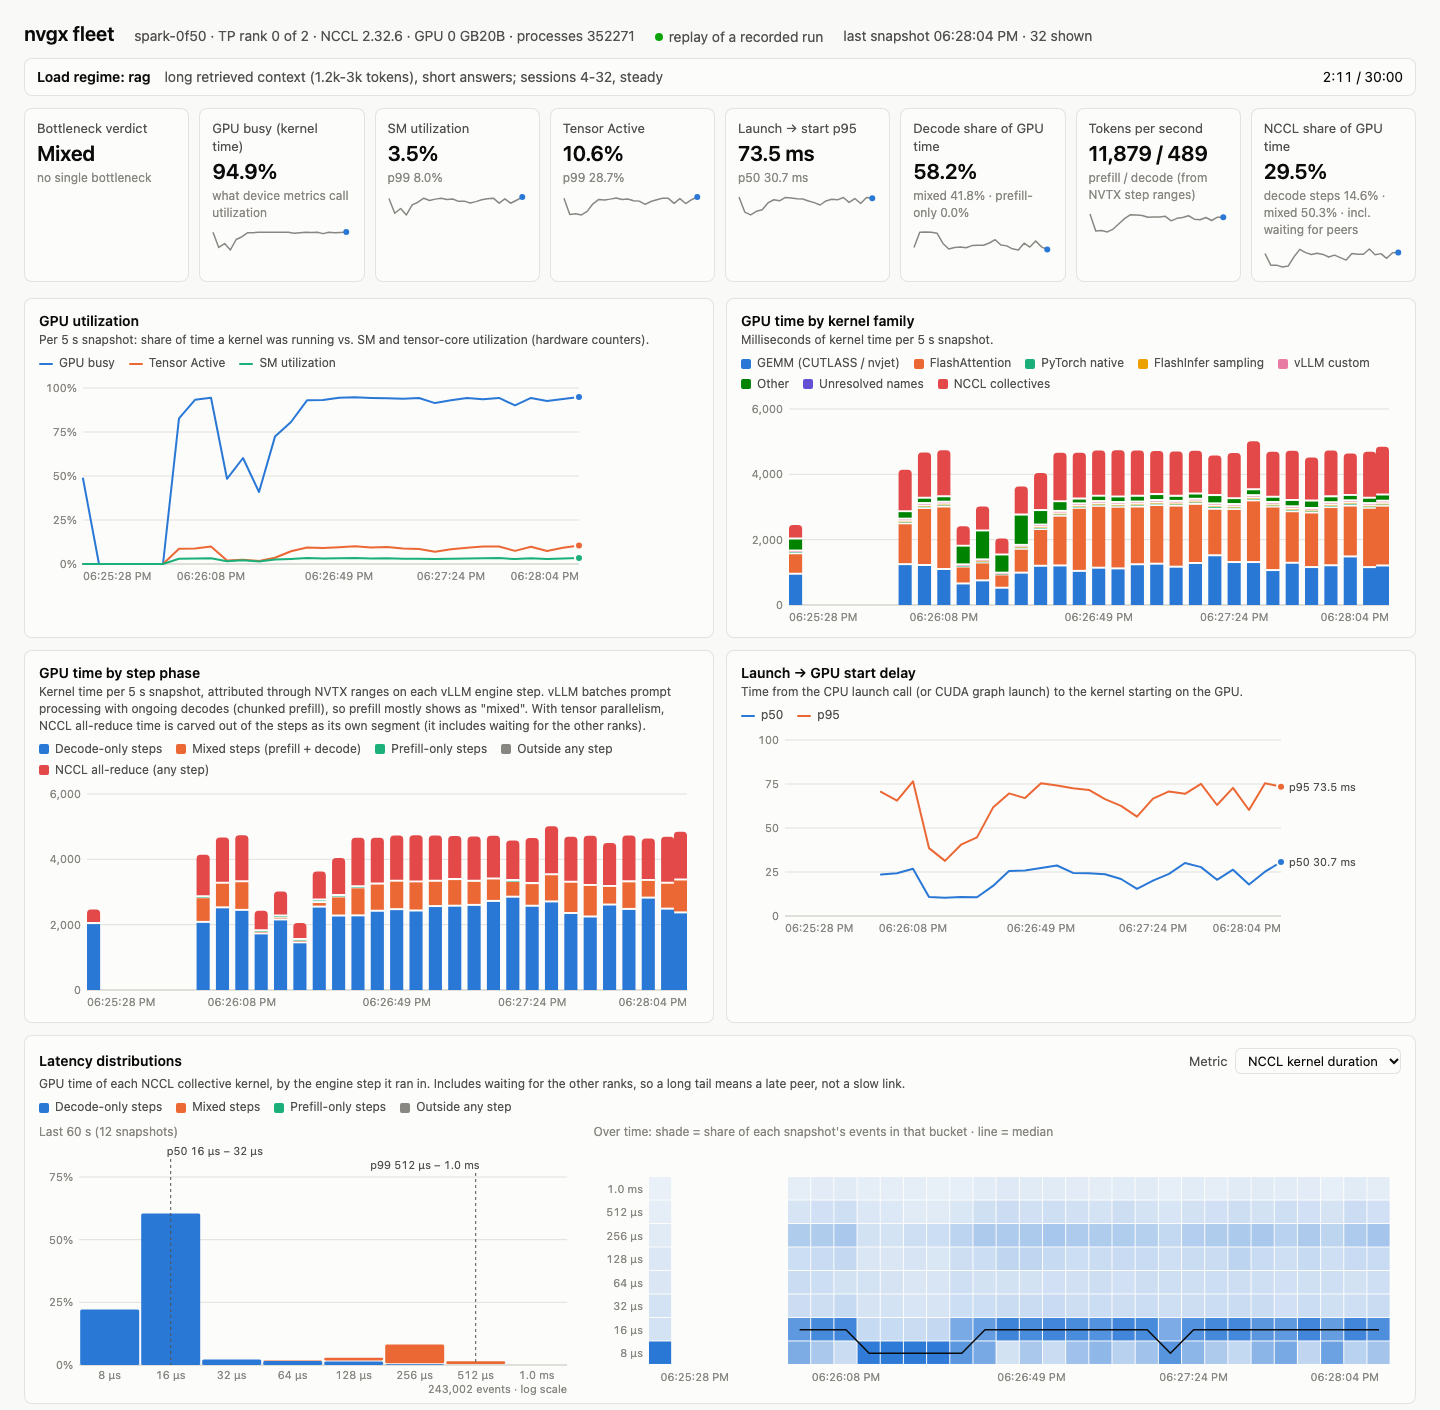 nvgx fleet spark-0f50 · TP rank 0 of 2 · NCCL 2.32.6 · GPU 0 GB20B · processes 352271 replay of a recorded run last snapshot 06:28:04 PM · 32 shown
Load regime: rag long retrieved context (1.2k-3k tokens), short answers; sessions 4-32, steady 2:11 / 30:00
Bottleneck verdict
Mixed
no single bottleneck
GPU busy (kernel
time)
94.9%
what device metrics call
utilization
SM utilization
3.5%
p99 8.0%
Tensor Active
10.6%
p99 28.7%
Launch → start p95
73.5 ms
p50 30.7 ms
Decode share of GPU
time
58.2%
mixed 41.8% · prefill-
only 0.0%
Tokens per second
11,879 / 489
prefill / decode (from
NVTX step ranges)
NCCL share of GPU
time
29.5%
decode steps 14.6% ·
mixed 50.3% · incl.
waiting for peers
GPU utilization
Per 5 s snapshot: share of time a kernel was running vs. SM and tensor-core utilization (hardware counters).
GPU busy Tensor Active SM utilization
100%
75%
50%
25%
0%
06:25:28 PM 06:26:08 PM 06:26:49 PM 06:27:24 PM 06:28:04 PM
GPU time by kernel family
Milliseconds of kernel time per 5 s snapshot.
GEMM (CUTLASS / nvjet) FlashAttention PyTorch native FlashInfer sampling vLLM custom
Other Unresolved names NCCL collectives
6,000
4,000
2,000
0
06:25:28 PM 06:26:08 PM 06:26:49 PM 06:27:24 PM 06:28:04 PM
GPU time by step phase
Kernel time per 5 s snapshot, attributed through NVTX ranges on each vLLM engine step. vLLM batches prompt
processing with ongoing decodes (chunked prefill), so prefill mostly shows as "mixed". With tensor parallelism,
NCCL all-reduce time is carved out of the steps as its own segment (it includes waiting for the other ranks).
Decode-only steps Mixed steps (prefill + decode) Prefill-only steps Outside any step
NCCL all-reduce (any step)
6,000
4,000
2,000
0
06:25:28 PM 06:26:08 PM 06:26:49 PM 06:27:24 PM 06:28:04 PM
Launch → GPU start delay
Time from the CPU launch call (or CUDA graph launch) to the kernel starting on the GPU.
p50 p95
100
75
50
25
0
p95 73.5 ms
p50 30.7 ms
06:25:28 PM 06:26:08 PM 06:26:49 PM 06:27:24 PM 06:28:04 PM
Latency distributions Metric NCCL kernel duration
GPU time of each NCCL collective kernel, by the engine step it ran in. Includes waiting for the other ranks, so a long tail means a late peer, not a slow link.
Decode-only steps Mixed steps Prefill-only steps Outside any step
Last 60 s (12 snapshots)
p50 16 µs – 32 µs
p99 512 µs – 1.0 ms
75%
50%
25%
0%
8 µs 16 µs 32 µs 64 µs 128 µs 256 µs 512 µs 1.0 ms
243,002 events · log scale
Over time: shade = share of each snapshot's events in that bucket · line = median
1.0 ms
512 µs
256 µs
128 µs
64 µs
32 µs
16 µs
8 µs
06:25:28 PM 06:26:08 PM 06:26:49 PM 06:27:24 PM 06:28:04 PM